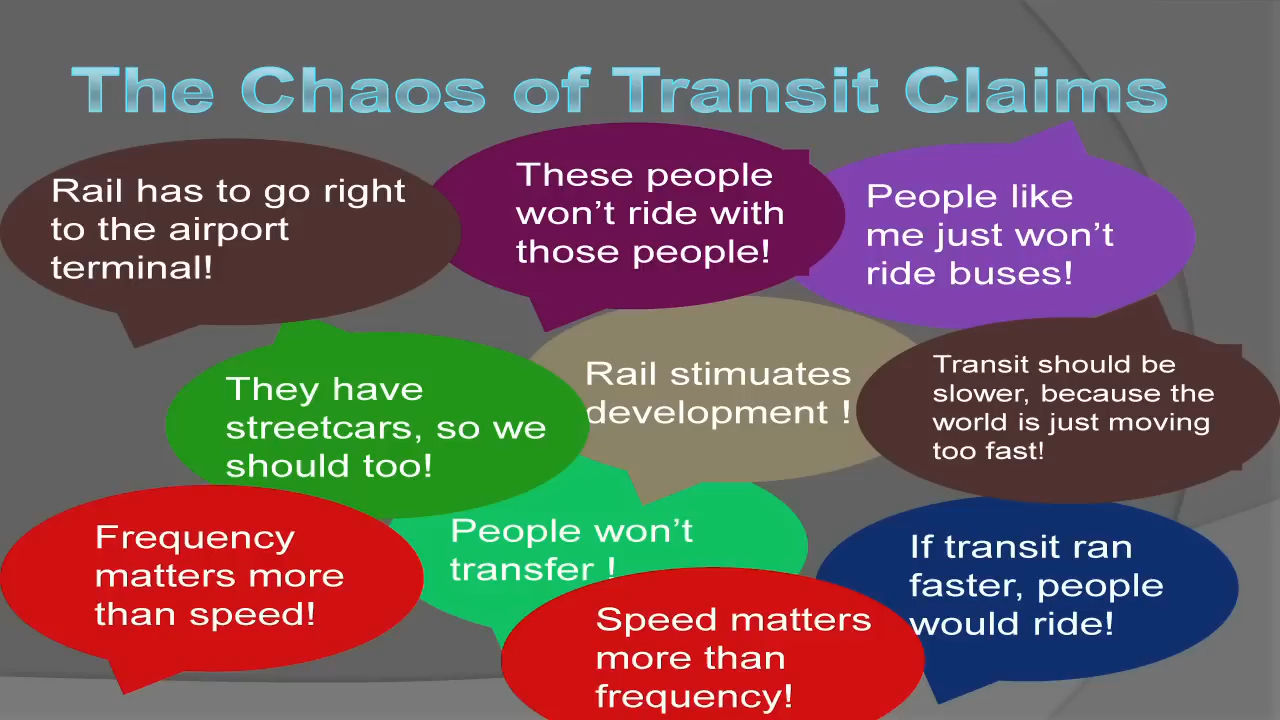 The Chaos of Transit Claims
Rail has to go right
to the airport
terminal!
These people
won’t ride with
those people!
People like
me just won’t
ride buses!
They have
streetcars, so we
should too!
Rail stimuates
development !
Transit should be
slower, because the
world is just moving
too fast!
Frequency
matters more
than speed!
People won’t
transfer !
Speed matters
more than
frequency!
If transit ran
faster, people
would ride!